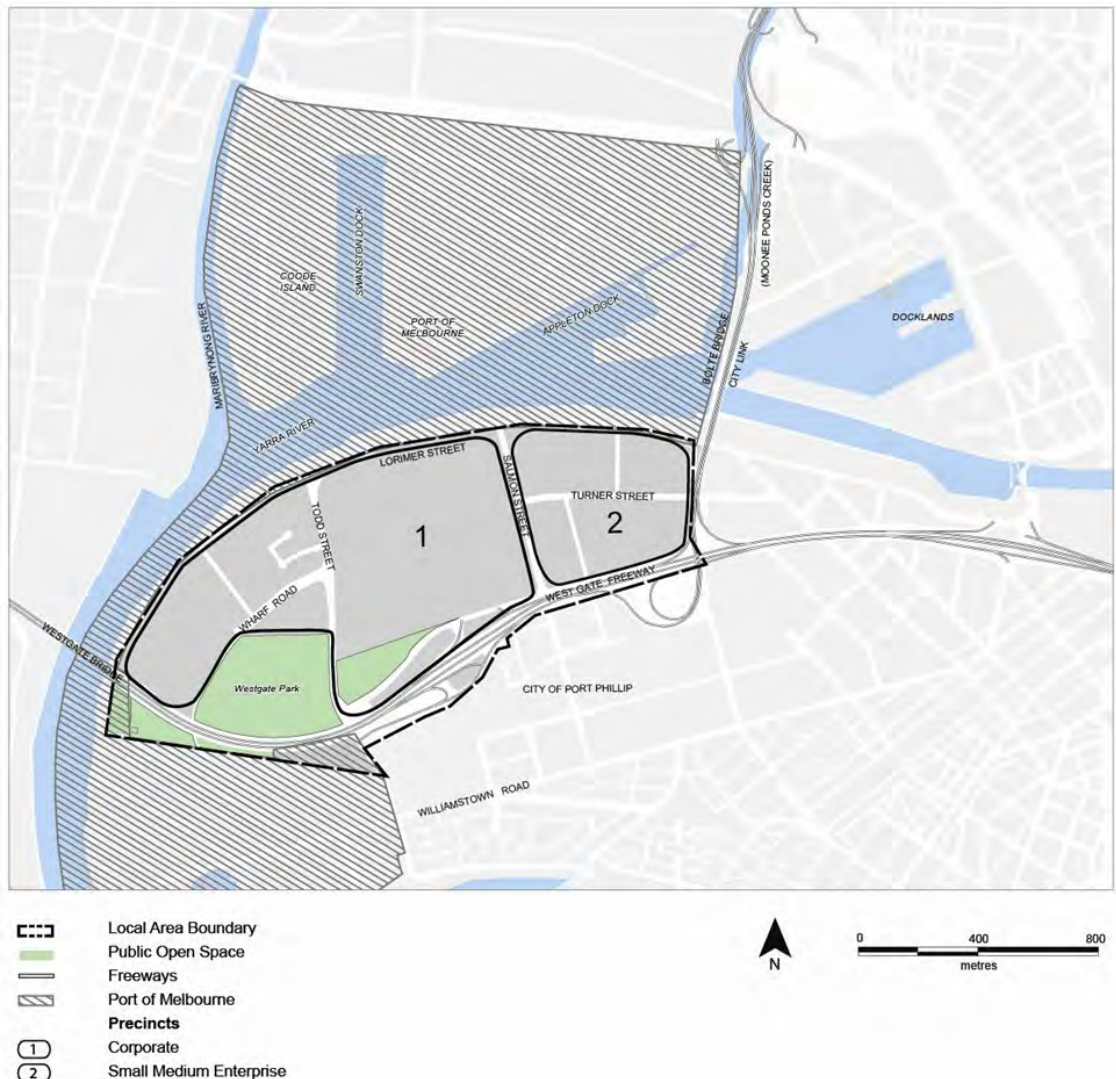 (MOONEE PONDS CREEK)
SWANSTON DOCK
COODE
ISLAND
PORT OF
MELBOURNE
APPLETON DOCK
DOCKLANDS
MARIBRYNONG RIVER
BOLTE BRIDGE
CITY LINK
YARRA RIVER
LORIMER STREET
SALMON STREET
TODD STREET
TURNER STREET
1
2
WHARF ROAD
WEST GATE FREEWAY
WESTGATE BRIDGE
Westgate Park
CITY OF PORT PHILLIP
WILLIAMSTOWN ROAD
Local Area Boundary
Public Open Space
Freeways
Port of Melbourne
Precincts
1 Corporate
2 Small Medium Enterprise
N
0 400 800
metres